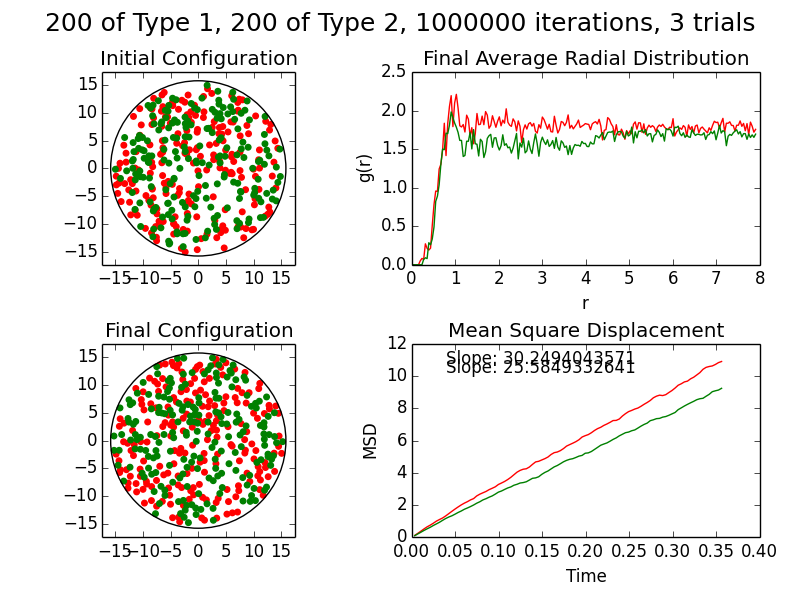 200 of Type 1, 200 of Type 2, 1000000 iterations, 3 trials
Initial Configuration
15
10
5
0
−5
−10
−15
−15 −10 −5 0 5 10 15
Final Average Radial Distribution
2.5
2.0
1.5
1.0
0.5
0.0
g(r)
0 1 2 3 4 5 6 7 8
r
Final Configuration
15
10
5
0
−5
−10
−15
−15 −10 −5 0 5 10 15
Mean Square Displacement
12
10
8
6
4
2
0
MSD
Slope: 30.2494043571
Slope: 25.5849332641
0.00 0.05 0.10 0.15 0.20 0.25 0.30 0.35 0.40
Time